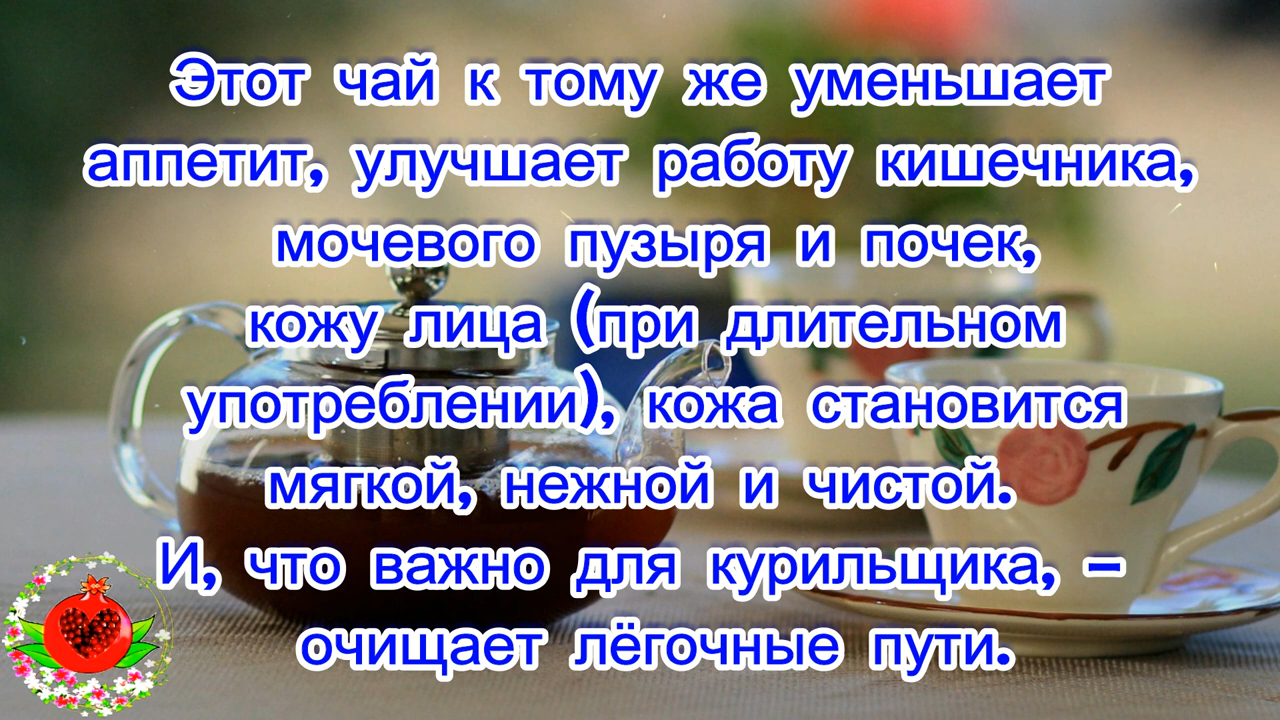 Этот чай к тому же уменьшает
аппетит, улучшает работу кишечника,
мочевого пузыря и почек,
кожу лица (при длительном
употреблении), кожа становится
мягкой, нежной и чистой.
И, что важно для курильщика, –
очищает лёгочные пути.